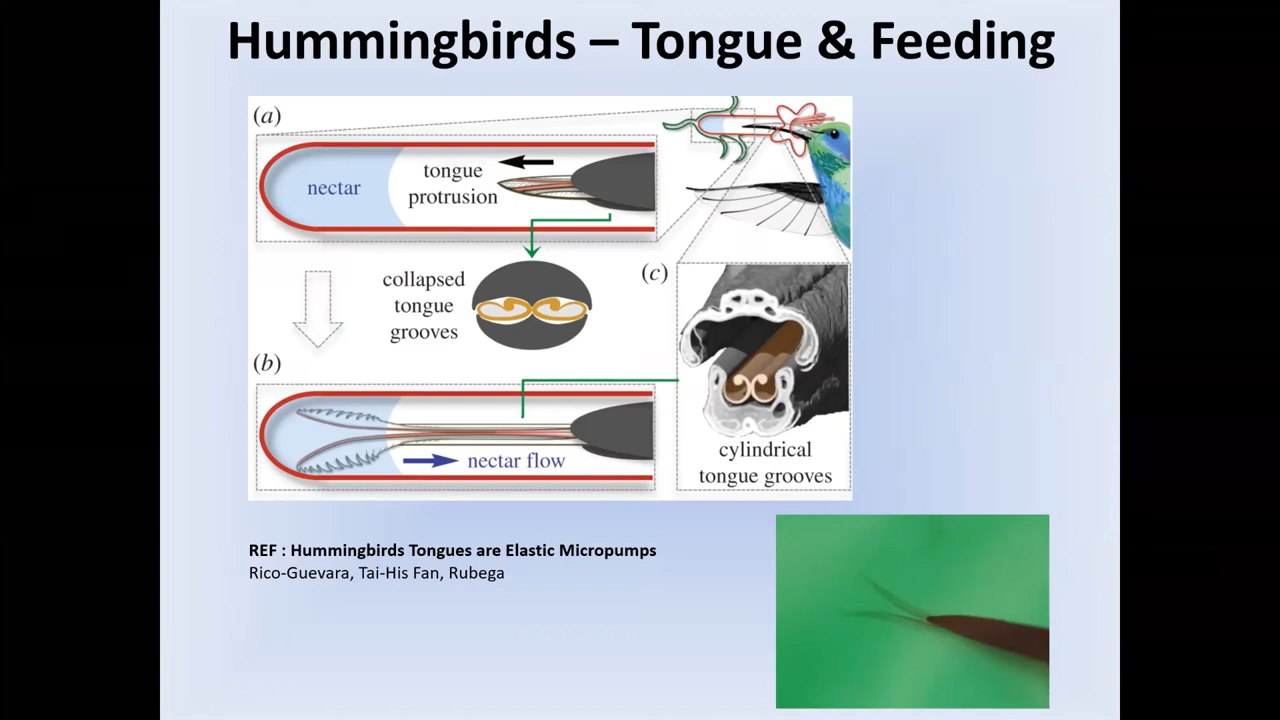 Hummingbirds – Tongue & Feeding
(a)
nectar
tongue
protrusion
collapsed
tongue
grooves
(c)
(b)
nectar flow
cylindrical
tongue grooves
REF : Hummingbirds Tongues are Elastic Micropumps
Rico-Guevara, Tai-His Fan, Rubega